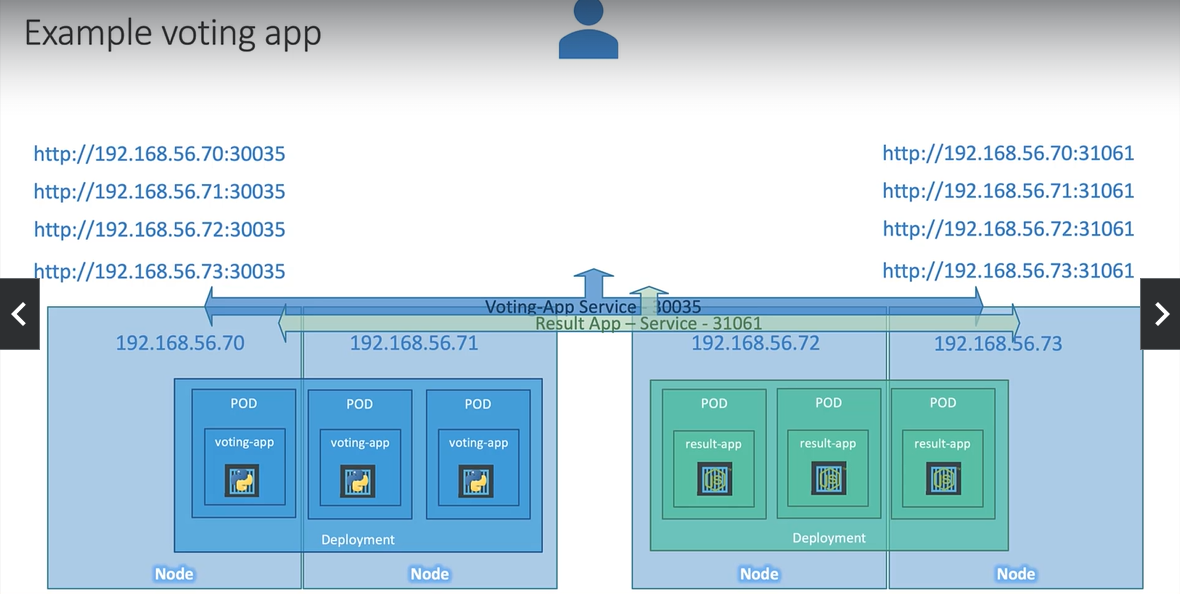 Example voting app
http://192.168.56.70:30035
http://192.168.56.71:30035
http://192.168.56.72:30035
http://192.168.56.73:30035
http://192.168.56.70:31061
http://192.168.56.71:31061
http://192.168.56.72:31061
http://192.168.56.73:31061
Voting-App Service - 30035
Result App – Service - 31061
192.168.56.70
192.168.56.71
192.168.56.72
192.168.56.73
POD
voting-app
POD
voting-app
POD
voting-app
Deployment
POD
result-app
POD
result-app
POD
result-app
Deployment
Node
Node
Node
Node